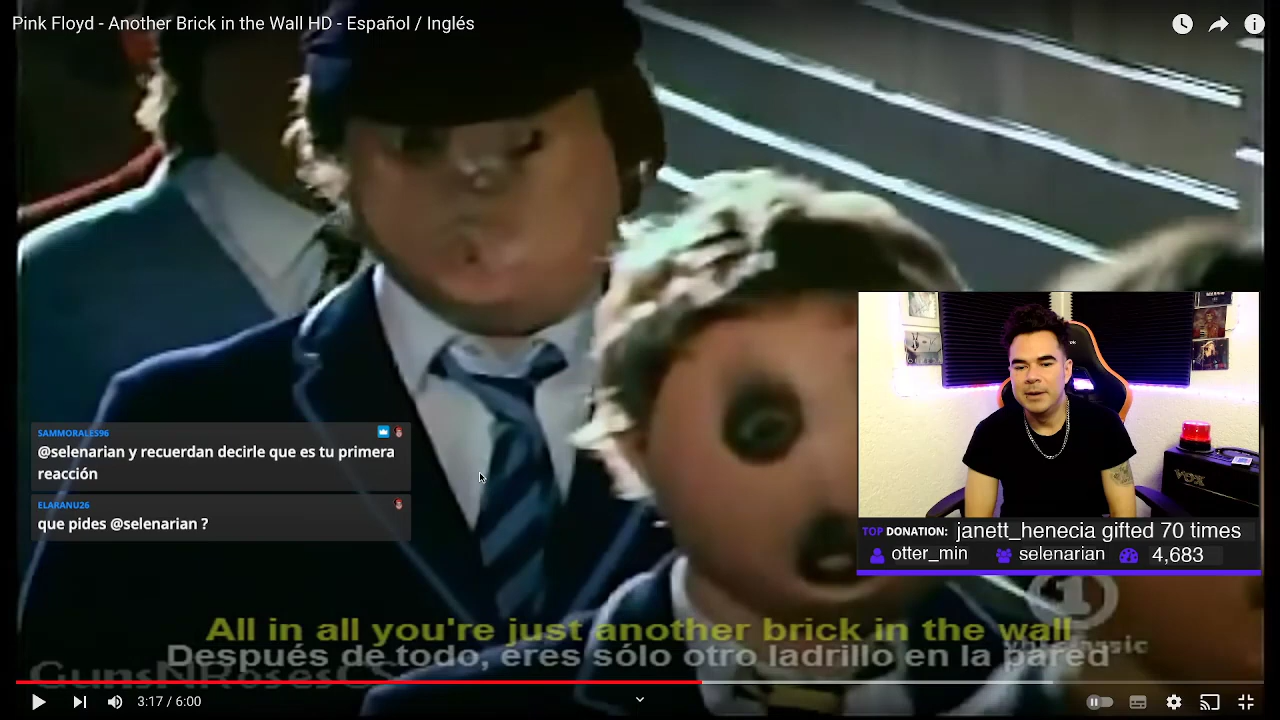 Pink Floyd - Another Brick in the Wall HD - Español / Inglés
SAMMORALES96
@selenarian y recuerdan decirle que es tu primera
reacción
ELARANU26
que pides @selenarian ?
TOP DONATION: janett_henecia gifted 70 times
otter_min selenarian 4,683
All in all you're just another brick in the wall
Después de todo, eres sólo otro ladrillo en la pared
GunsNRosesCS
3:17 / 6:00